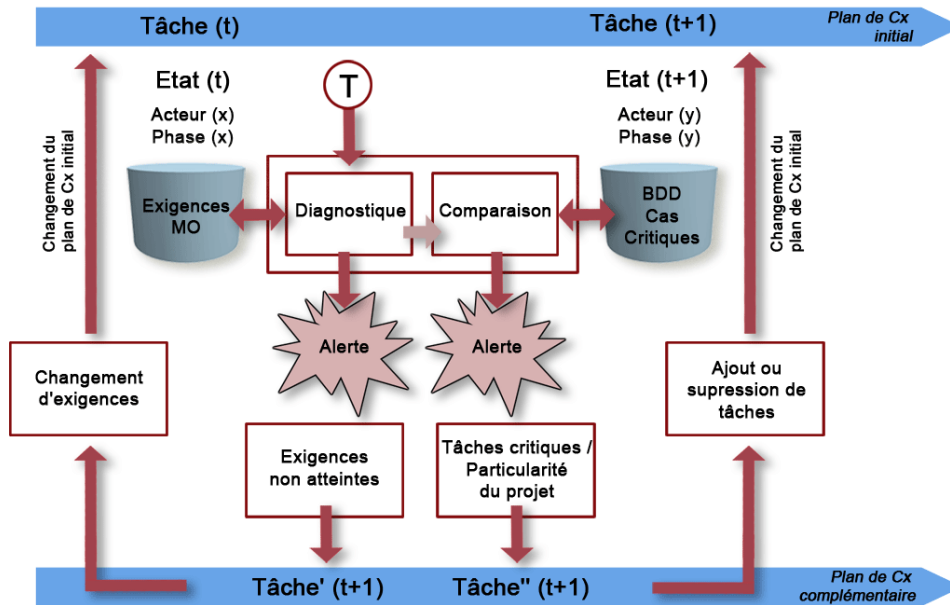 Tâche (t)
Tâche (t+1)
Plan de Cx
initial
Etat (t)
Acteur (x)
Phase (x)
T
Etat (t+1)
Acteur (y)
Phase (y)
Changement du
plan de Cx initial
Exigences
MO
Diagnostique
Comparaison
BDD
Cas
Critiques
Changement du
plan de Cx initial
Alerte
Alerte
Changement
d'exigences
Ajout ou
supression de
tâches
Exigences
non atteintes
Tâches critiques /
Particularité
du projet
Tâche' (t+1)
Tâche'' (t+1)
Plan de Cx
complémentaire